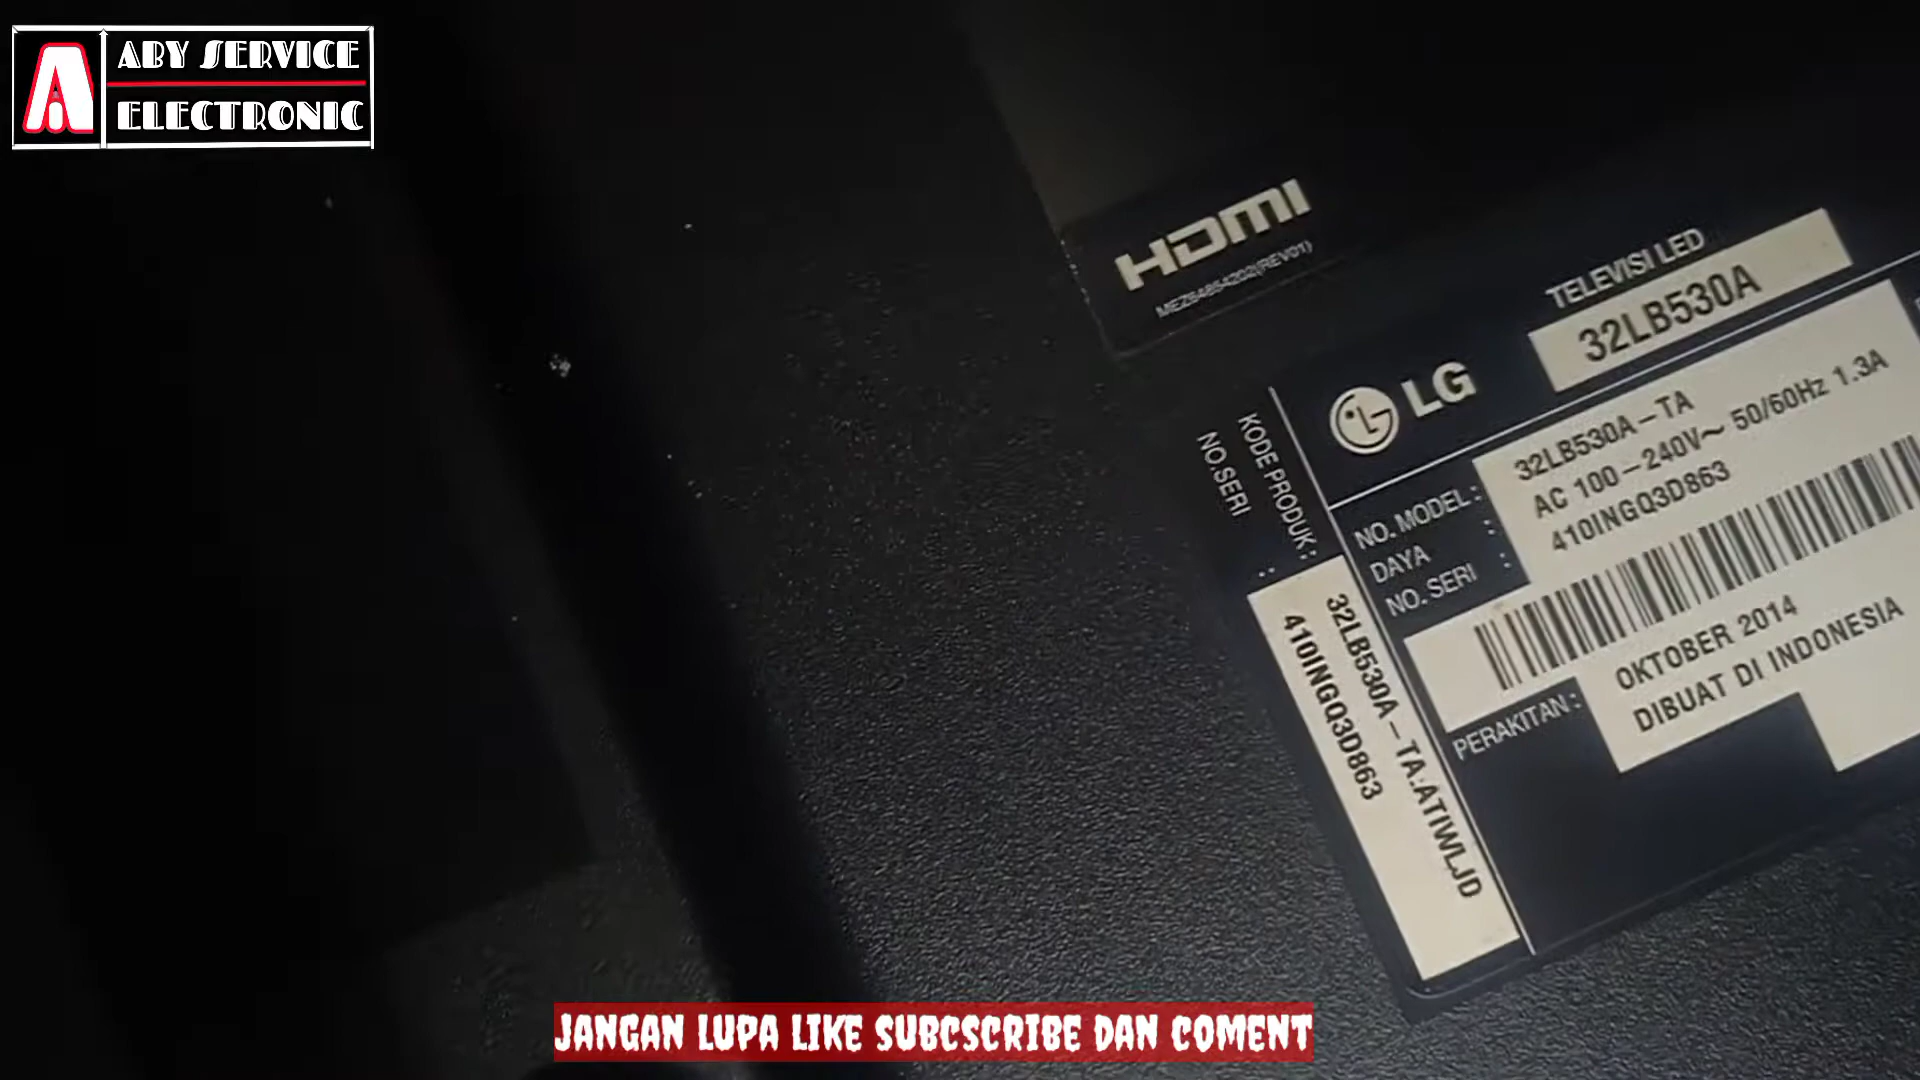 ABY SERVICE
ELECTRONIC
HDMI
TELEVISI LED
32LB530A
LG
NO. MODEL : 32LB530A-TA
DAYA : AC 100-240V~ 50/60Hz 1.3A
NO. SERI : 410INGQ3D863
OKTOBER 2014
PERAKITAN : DIBUAT DI INDONESIA
KODE PRODUK : 32LB530A-TA.ATIWLJD
NO.SERI : 410INGQ3D863
JANGAN LUPA LIKE SUBCSCRIBE DAN COMENT